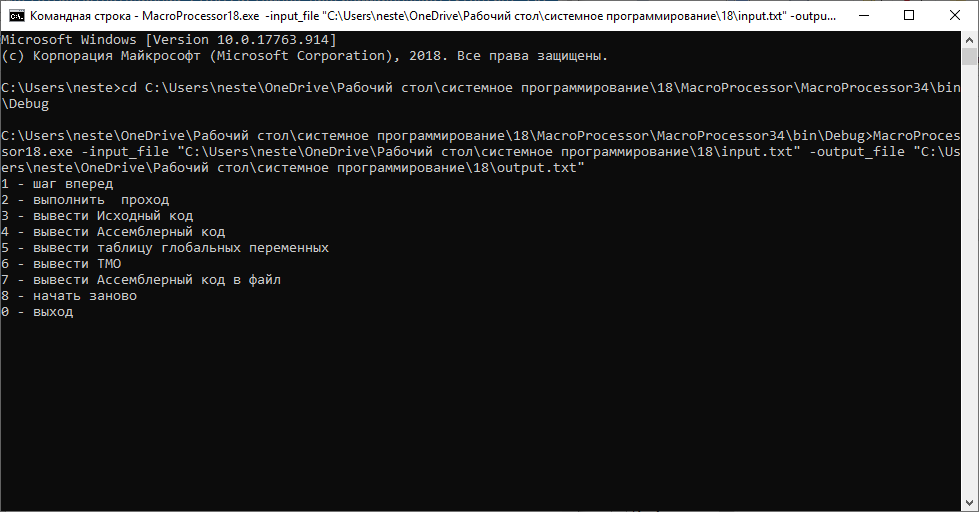 Командная строка - MacroProcessor18.exe -input_file "C:\Users\neste\OneDrive\Рабочий стол\системное программирование\18\input.txt" -outpu...
Microsoft Windows [Version 10.0.17763.914]
(c) Корпорация Майкрософт (Microsoft Corporation), 2018. Все права защищены.
C:\Users\neste>cd C:\Users\neste\OneDrive\Рабочий стол\системное программирование\18\MacroProcessor\MacroProcessor34\bin
\Debug
C:\Users\neste\OneDrive\Рабочий стол\системное программирование\18\MacroProcessor\MacroProcessor34\bin\Debug>MacroProces
sor18.exe -input_file "C:\Users\neste\OneDrive\Рабочий стол\системное программирование\18\input.txt" -output_file "C:\Us
ers\neste\OneDrive\Рабочий стол\системное программирование\18\output.txt"
1 - шаг вперед
2 - выполнить  проход
3 - вывести Исходный код
4 - вывести Ассемблерный код
5 - вывести таблицу глобальных переменных
6 - вывести ТМО
7 - вывести Ассемблерный код в файл
8 - начать заново
0 - выход